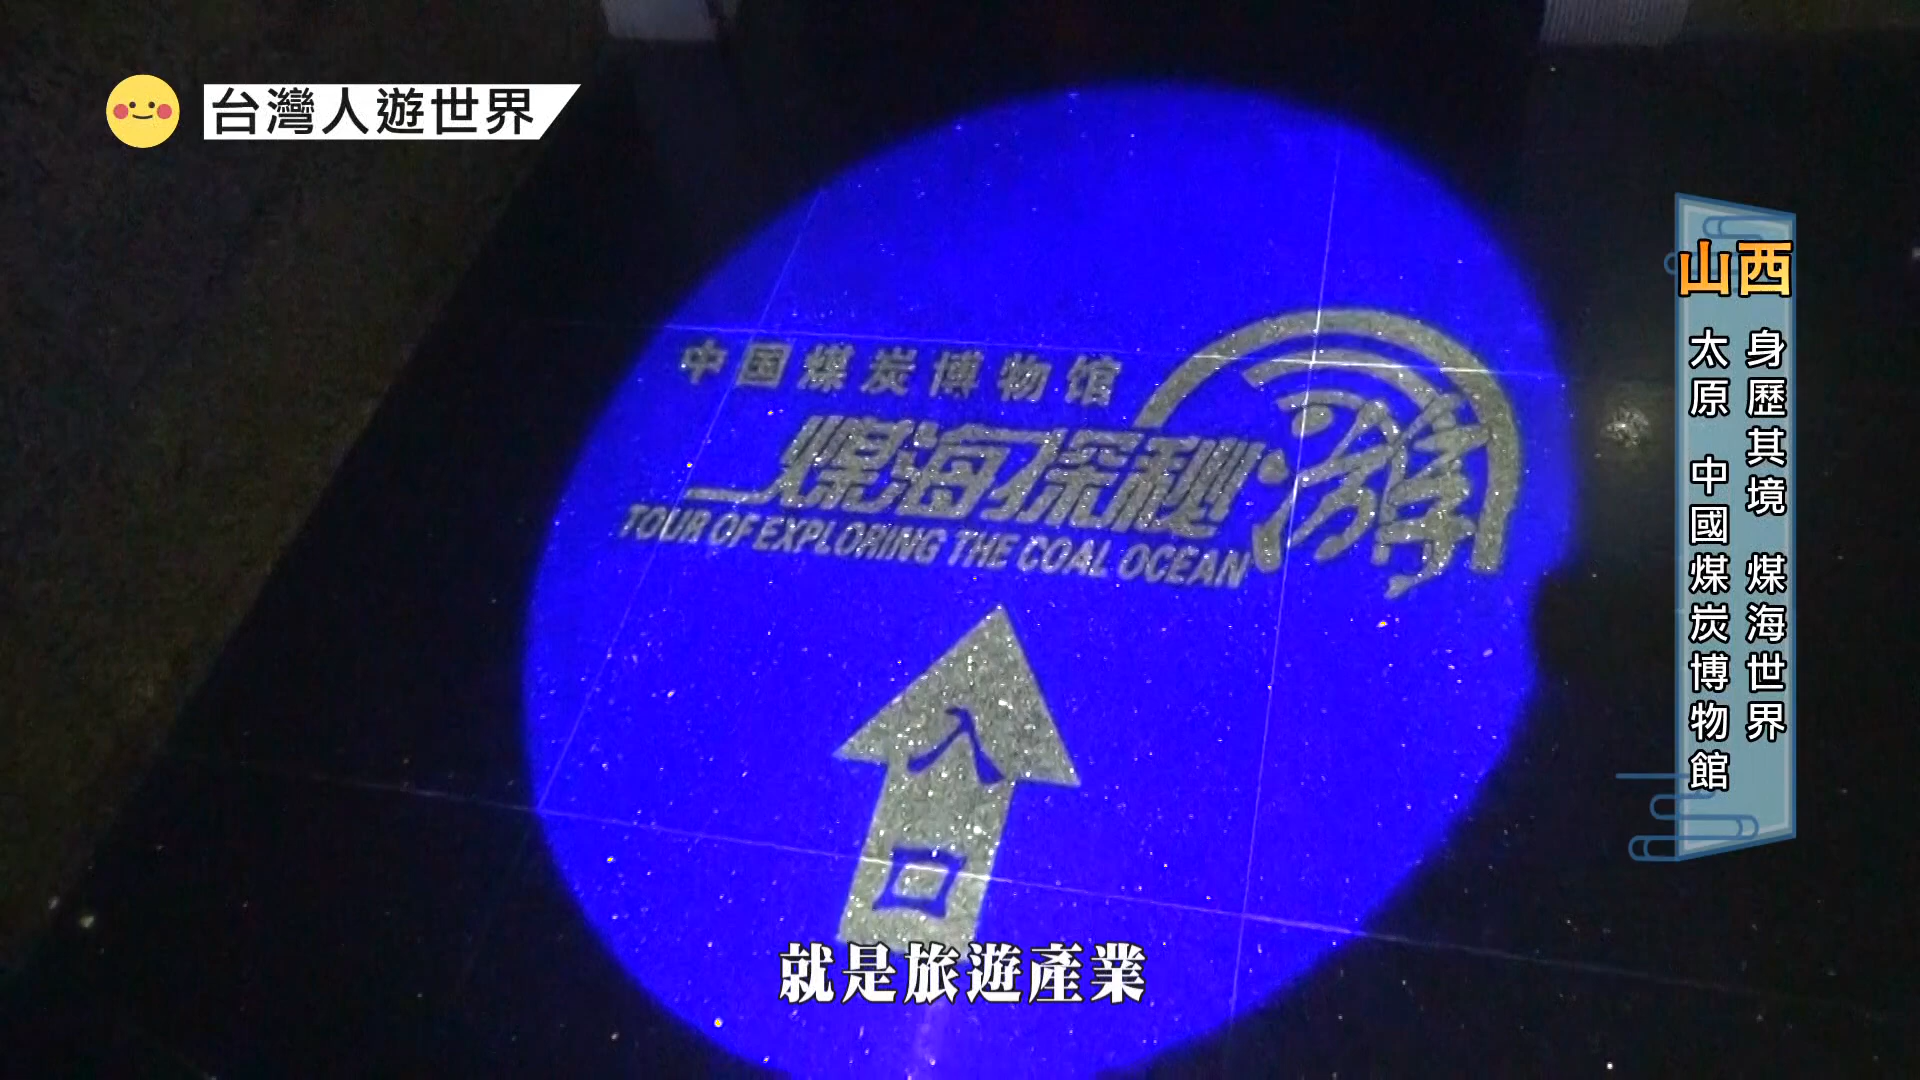 台灣人遊世界
山西
身歷其境 煤海世界
太原 中國煤炭博物館
中国煤炭博物馆
煤海探秘游
TOUR OF EXPLORING THE COAL OCEAN
入口
就是旅遊產業